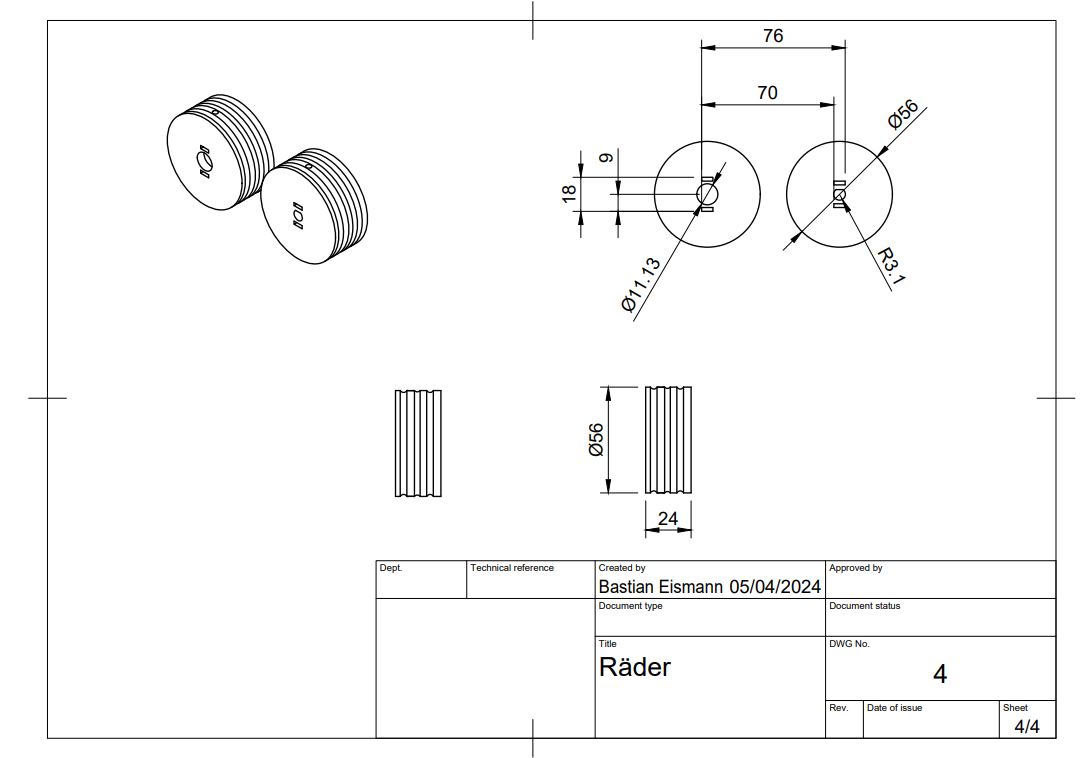 76
70
Ø56
9
18
Ø11.13
R3.1
Ø56
24
Dept.
Technical reference
Created by
Approved by
Bastian Eismann 05/04/2024
Document type
Document status
Title
DWG No.
Räder
4
Rev.
Date of issue
Sheet
4/4